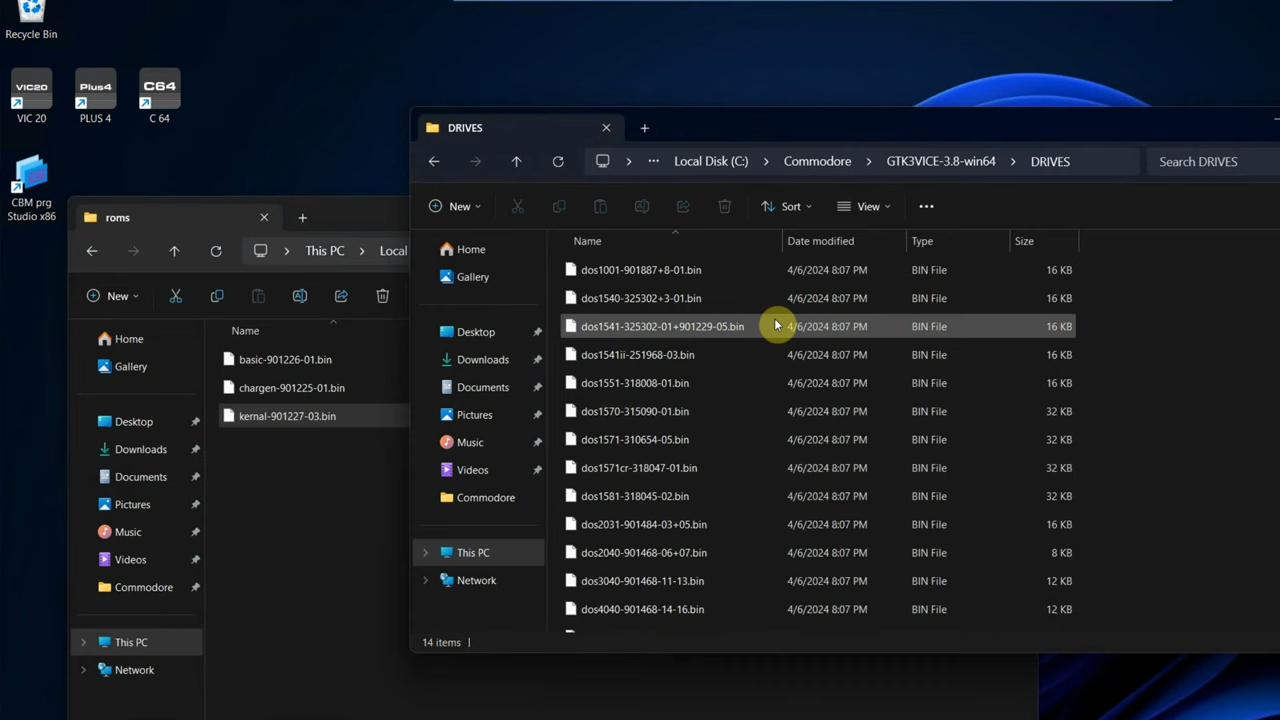 Recycle Bin
VIC20
Plus4
C64
VIC 20
PLUS 4
C 64
CBM prg
Studio x86
roms
This PC
Local
New
Home
Gallery
Desktop
Downloads
Documents
Pictures
Music
Videos
Commodore
This PC
Network
Name
basic-901226-01.bin
chargen-901225-01.bin
kernal-901227-03.bin
DRIVES
Local Disk (C:)
Commodore
GTK3VICE-3.8-win64
DRIVES
Search DRIVES
New
Sort
View
Home
Gallery
Desktop
Downloads
Documents
Pictures
Music
Videos
Commodore
This PC
Network
Name Date modified Type Size
dos1001-901887+8-01.bin 4/6/2024 8:07 PM BIN File 16 KB
dos1540-325302+3-01.bin 4/6/2024 8:07 PM BIN File 16 KB
dos1541-325302-01+901229-05.bin 4/6/2024 8:07 PM BIN File 16 KB
dos1541ii-251968-03.bin 4/6/2024 8:07 PM BIN File 16 KB
dos1551-318008-01.bin 4/6/2024 8:07 PM BIN File 16 KB
dos1570-315090-01.bin 4/6/2024 8:07 PM BIN File 32 KB
dos1571-310654-05.bin 4/6/2024 8:07 PM BIN File 32 KB
dos1571cr-318047-01.bin 4/6/2024 8:07 PM BIN File 32 KB
dos1581-318045-02.bin 4/6/2024 8:07 PM BIN File 32 KB
dos2031-901484-03+05.bin 4/6/2024 8:07 PM BIN File 16 KB
dos2040-901468-06+07.bin 4/6/2024 8:07 PM BIN File 8 KB
dos3040-901468-11-13.bin 4/6/2024 8:07 PM BIN File 12 KB
dos4040-901468-14-16.bin 4/6/2024 8:07 PM BIN File 12 KB
14 items